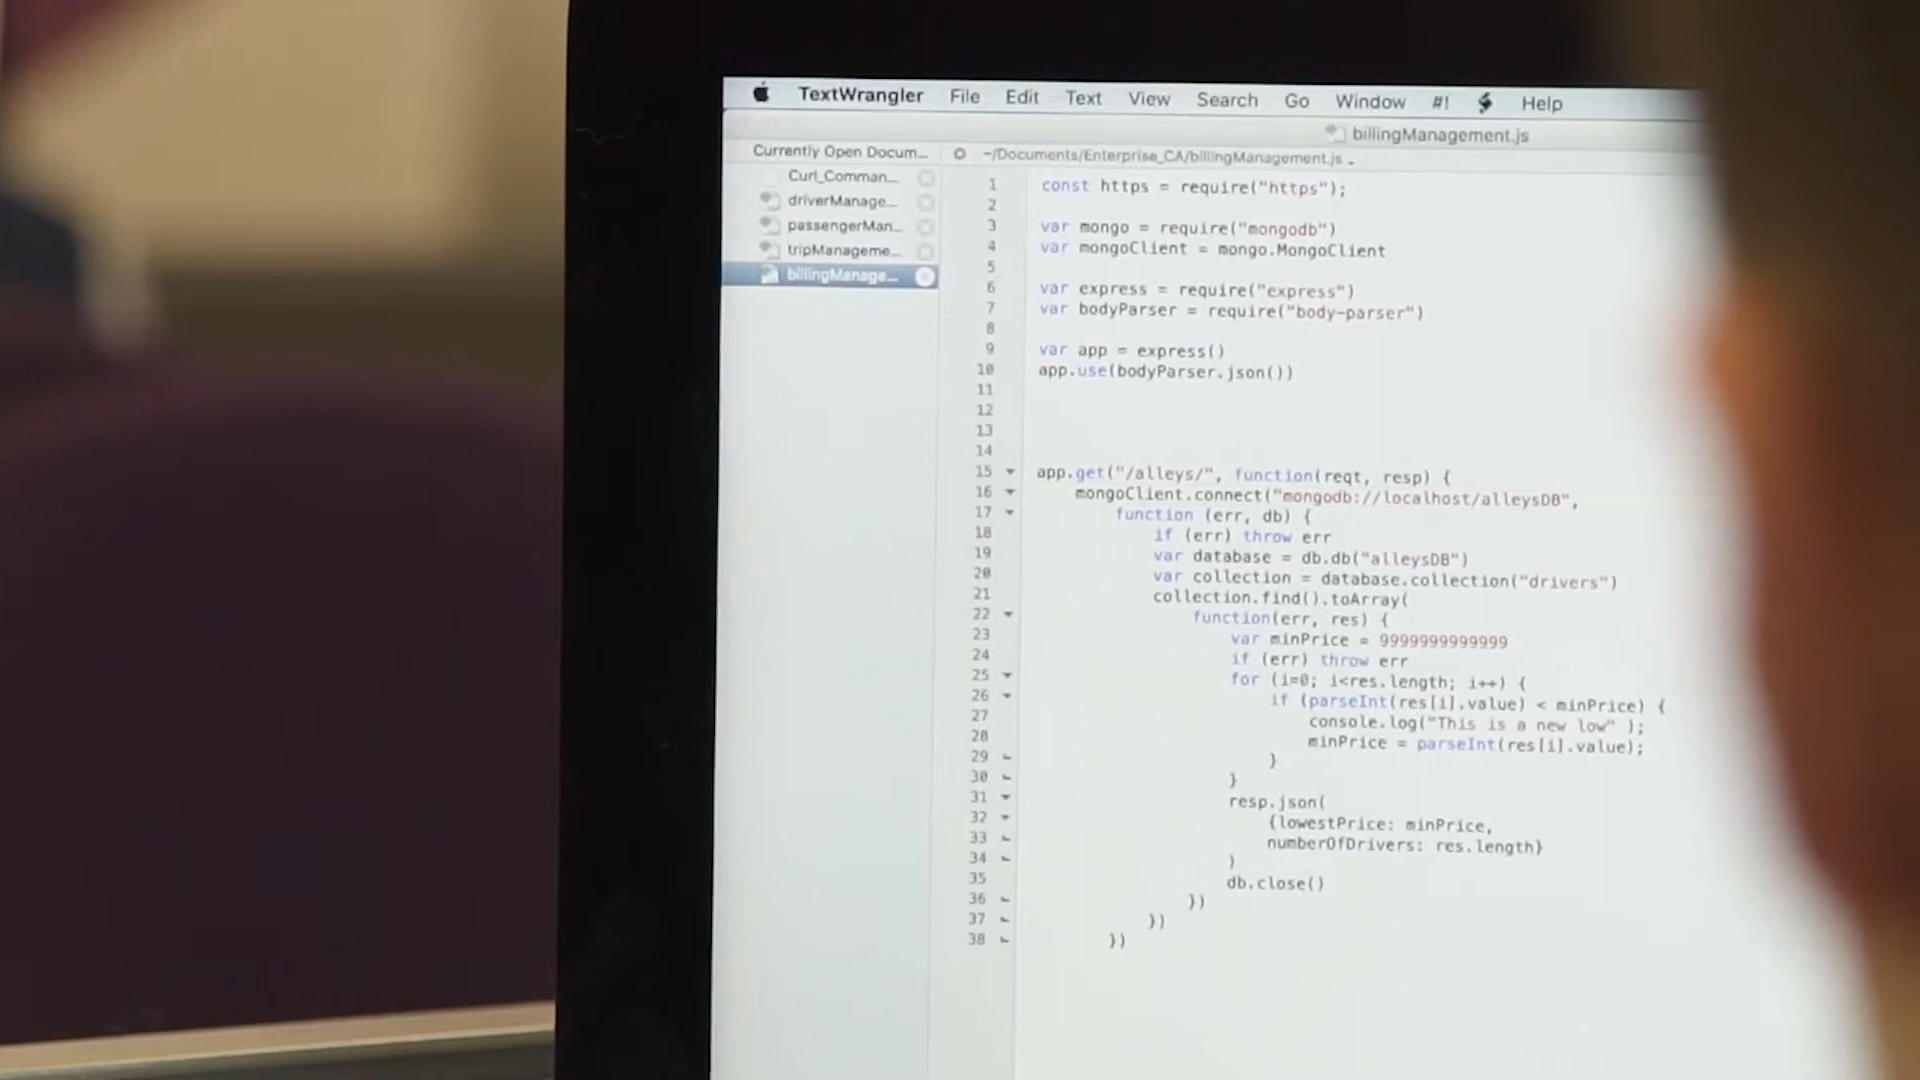 TextWrangler File Edit Text View Search Go Window #! Help
billingManagement.js
Currently Open Docum...
~/Documents/Enterprise_CA/billingManagement.js
Curl_Comman...
driverManage...
passengerMan...
tripManageme...
billingManage...
1 const https = require("https");
2
3 var mongo = require("mongodb")
4 var mongoClient = mongo.MongoClient
5
6 var express = require("express")
7 var bodyParser = require("body-parser")
8
9 var app = express()
10 app.use(bodyParser.json())
11
12
13
14
15 app.get("/alleys/", function(reqt, resp) {
16 mongoClient.connect("mongodb://localhost/alleysDB",
17 function (err, db) {
18 if (err) throw err
19 var database = db.db("alleysDB")
20 var collection = database.collection("drivers")
21 collection.find().toArray(
22 function(err, res) {
23 var minPrice = 9999999999999
24 if (err) throw err
25 for (i=0; i<res.length; i++) {
26 if (parseInt(res[i].value) < minPrice) {
27 console.log("This is a new low" );
28 minPrice = parseInt(res[i].value);
29 }
30 }
31 resp.json(
32 {lowestPrice: minPrice,
33 numberOfDrivers: res.length}
34 )
35 db.close()
36 })
37 })
38 })